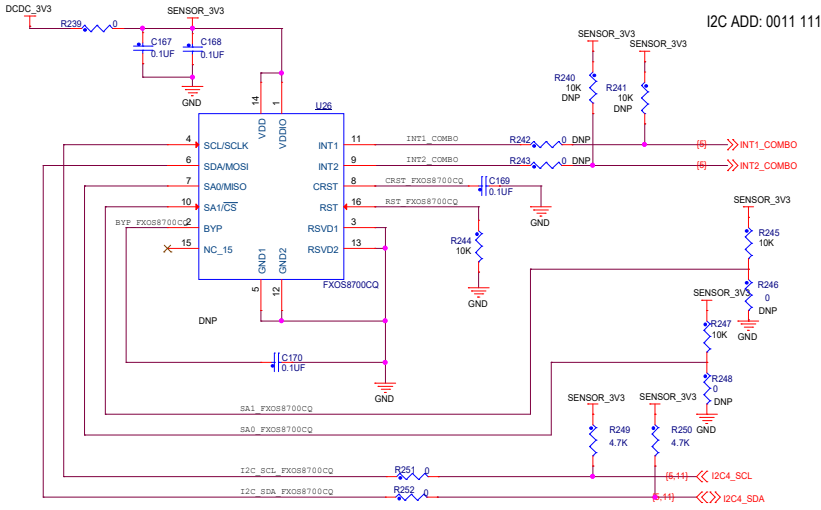 DCDC_3V3
R239
0
SENSOR_3V3
C167
0.1UF
C168
0.1UF
GND
I2C ADD: 0011 111
SENSOR_3V3
SENSOR_3V3
R240
10K
DNP
R241
10K
DNP
U26
14
1
VDD
VDDIO
4
SCL/SCLK
6
SDA/MOSI
7
SA0/MISO
10
SA1/CS
BYP_FXOS8700CQ
2
BYP
15
NC_15
INT1
11
INT1_COMBO
R242
0
DNP
{5}
INT1_COMBO
INT2
9
INT2_COMBO
R243
0
DNP
{5}
INT2_COMBO
CRST
8
CRST_FXOS8700CQ
C169
0.1UF
GND
RST
16
RST_FXOS8700CQ
RSVD1
3
RSVD2
13
GND1
GND2
5
12
FXOS8700CQ
DNP
R244
10K
GND
SENSOR_3V3
R245
10K
R246
0
DNP
GND
SENSOR_3V3
R247
10K
R248
0
DNP
GND
C170
0.1UF
GND
SA1_FXOS8700CQ
SA0_FXOS8700CQ
SENSOR_3V3
SENSOR_3V3
R249
4.7K
R250
4.7K
I2C_SCL_FXOS8700CQ
R251
0
{5,11}
I2C4_SCL
I2C_SDA_FXOS8700CQ
R252
0
{5,11}
I2C4_SDA